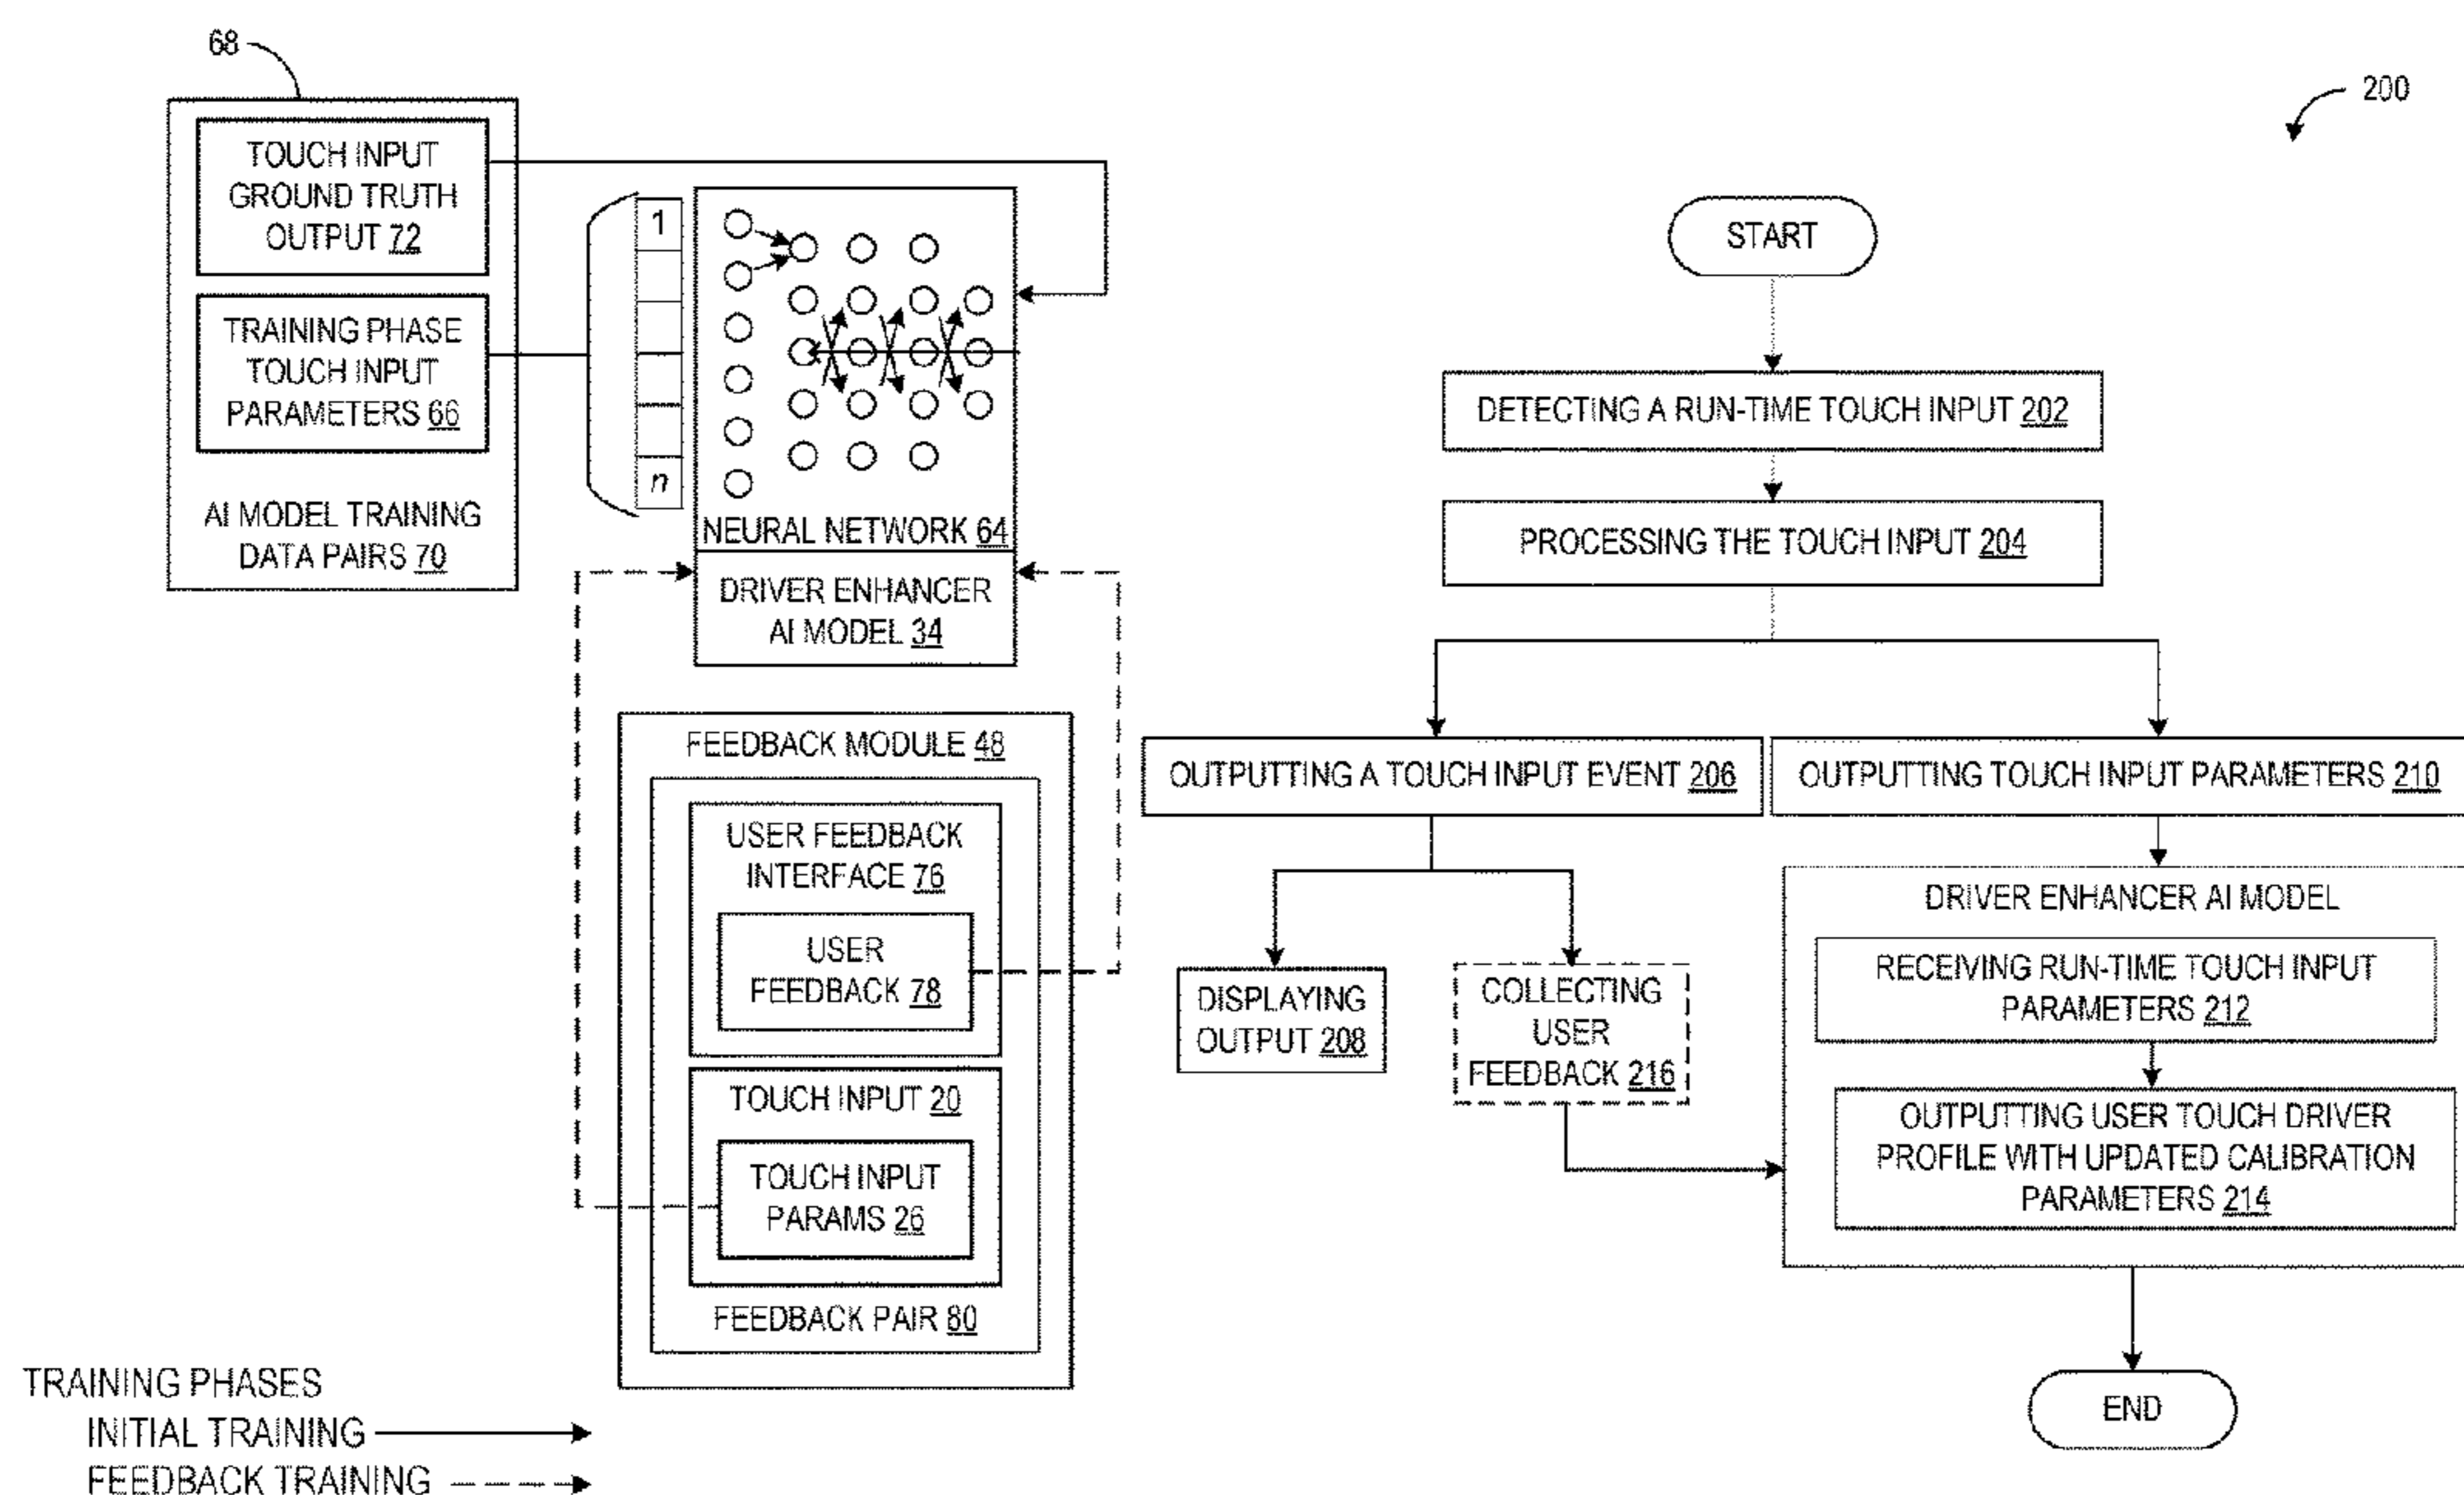 68
TOUCH INPUT
GROUND TRUTH
OUTPUT 72
TRAINING PHASE
TOUCH INPUT
PARAMETERS 66
AI MODEL TRAINING
DATA PAIRS 70
1
n
NEURAL NETWORK 64
DRIVER ENHANCER
AI MODEL 34
FEEDBACK MODULE 48
USER FEEDBACK
INTERFACE 76
USER
FEEDBACK 78
TOUCH INPUT 20
TOUCH INPUT
PARAMS 26
FEEDBACK PAIR 80
TRAINING PHASES
INITIAL TRAINING
FEEDBACK TRAINING
200
START
DETECTING A RUN-TIME TOUCH INPUT 202
PROCESSING THE TOUCH INPUT 204
OUTPUTTING A TOUCH INPUT EVENT 206
OUTPUTTING TOUCH INPUT PARAMETERS 210
DISPLAYING
OUTPUT 208
COLLECTING
USER
FEEDBACK 216
DRIVER ENHANCER AI MODEL
RECEIVING RUN-TIME TOUCH INPUT
PARAMETERS 212
OUTPUTTING USER TOUCH DRIVER
PROFILE WITH UPDATED CALIBRATION
PARAMETERS 214
END